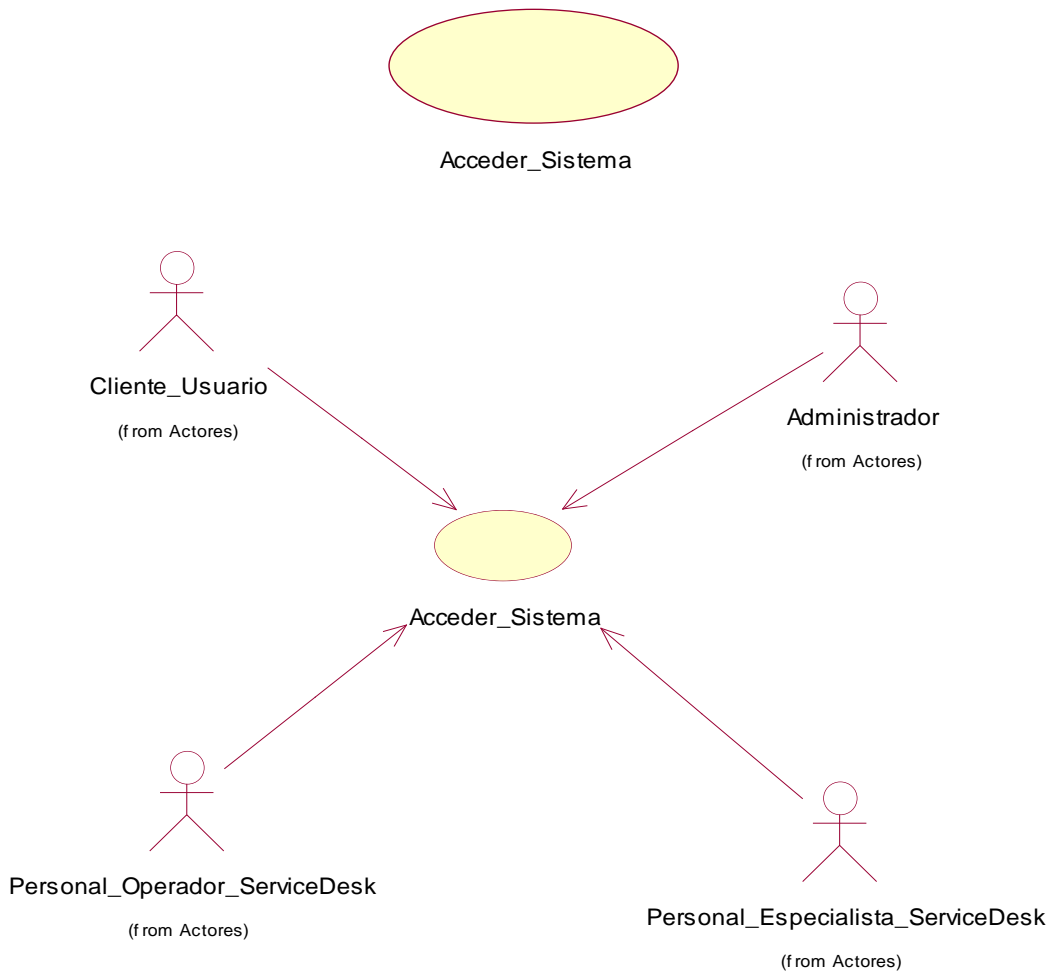 Acceder_Sistema
Cliente_Usuario
(from Actores)
Administrador
(from Actores)
Acceder_Sistema
Personal_Operador_ServiceDesk
(from Actores)
Personal_Especialista_ServiceDesk
(from Actores)